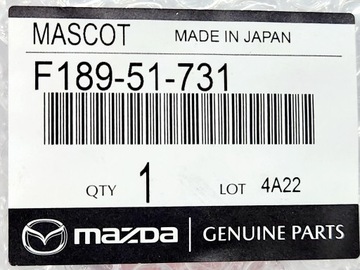 MASCOT MADE IN JAPAN
F189-51-731
QTY 1 LOT 4A22
mazda GENUINE PARTS